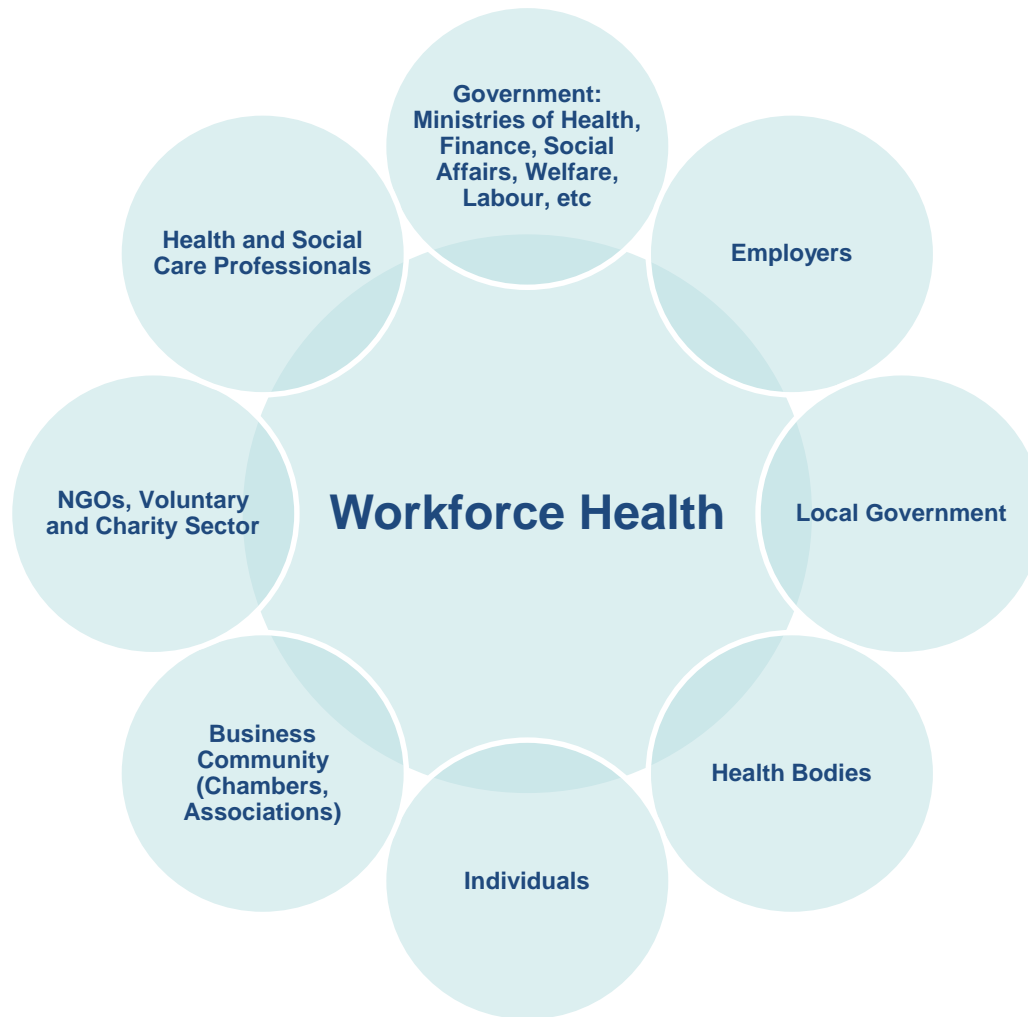 Government:
Ministries of Health,
Finance, Social
Affairs, Welfare,
Labour, etc
Employers
Local Government
Health Bodies
Individuals
Business
Community
(Chambers,
Associations)
NGOs, Voluntary
and Charity Sector
Health and Social
Care Professionals
Workforce Health